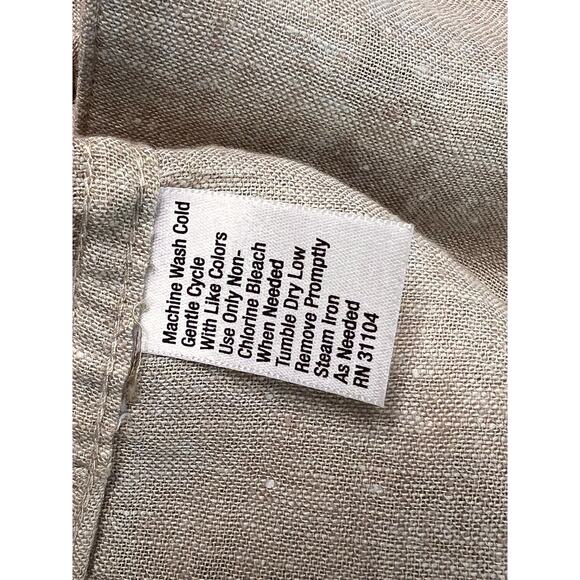 Machine Wash Cold
Gentle Cycle
With Like Colors
Use Only Non-
Chlorine Bleach
When Needed
Tumble Dry Low
Remove Promptly
Steam Iron
As Needed
RN 31104